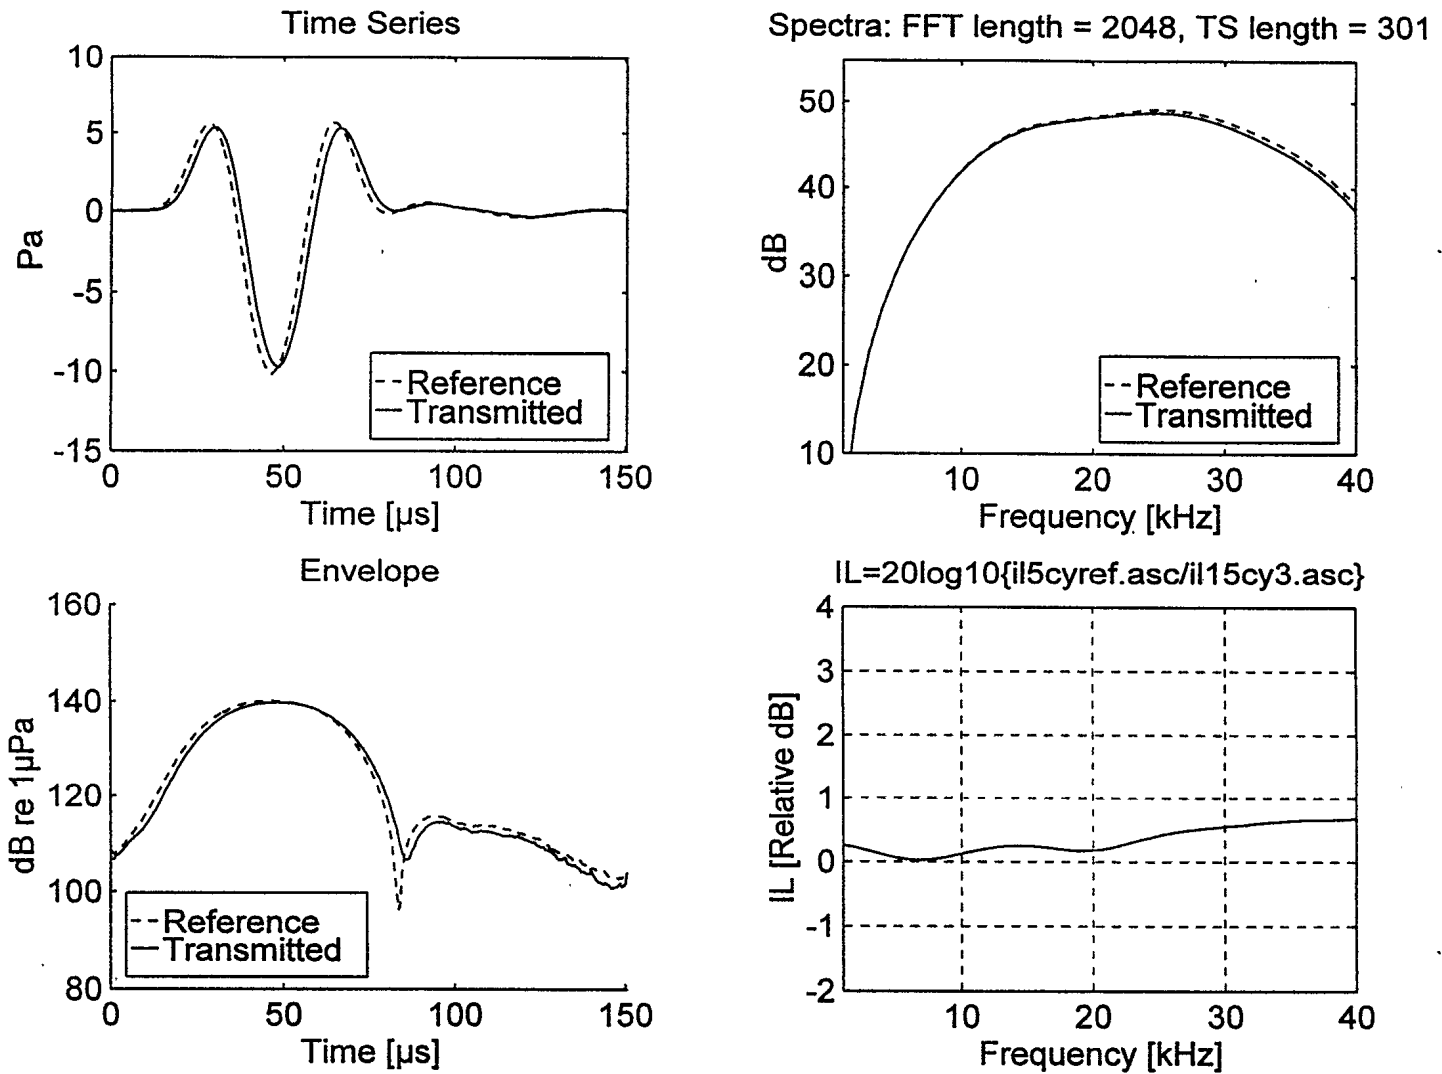 Time Series
10
5
0
-5
-10
-15
Pa
Reference
Transmitted
0 50 100 150
Time [µs]
Spectra: FFT length = 2048, TS length = 301
50
40
30
20
10
dB
Reference
Transmitted
10 20 30 40
Frequency [kHz]
Envelope
160
140
120
100
80
dB re 1µPa
Reference
Transmitted
0 50 100 150
Time [µs]
IL=20log10{il5cyref.asc/il15cy3.asc}
4
3
2
1
0
-1
-2
IL [Relative dB]
10 20 30 40
Frequency [kHz]